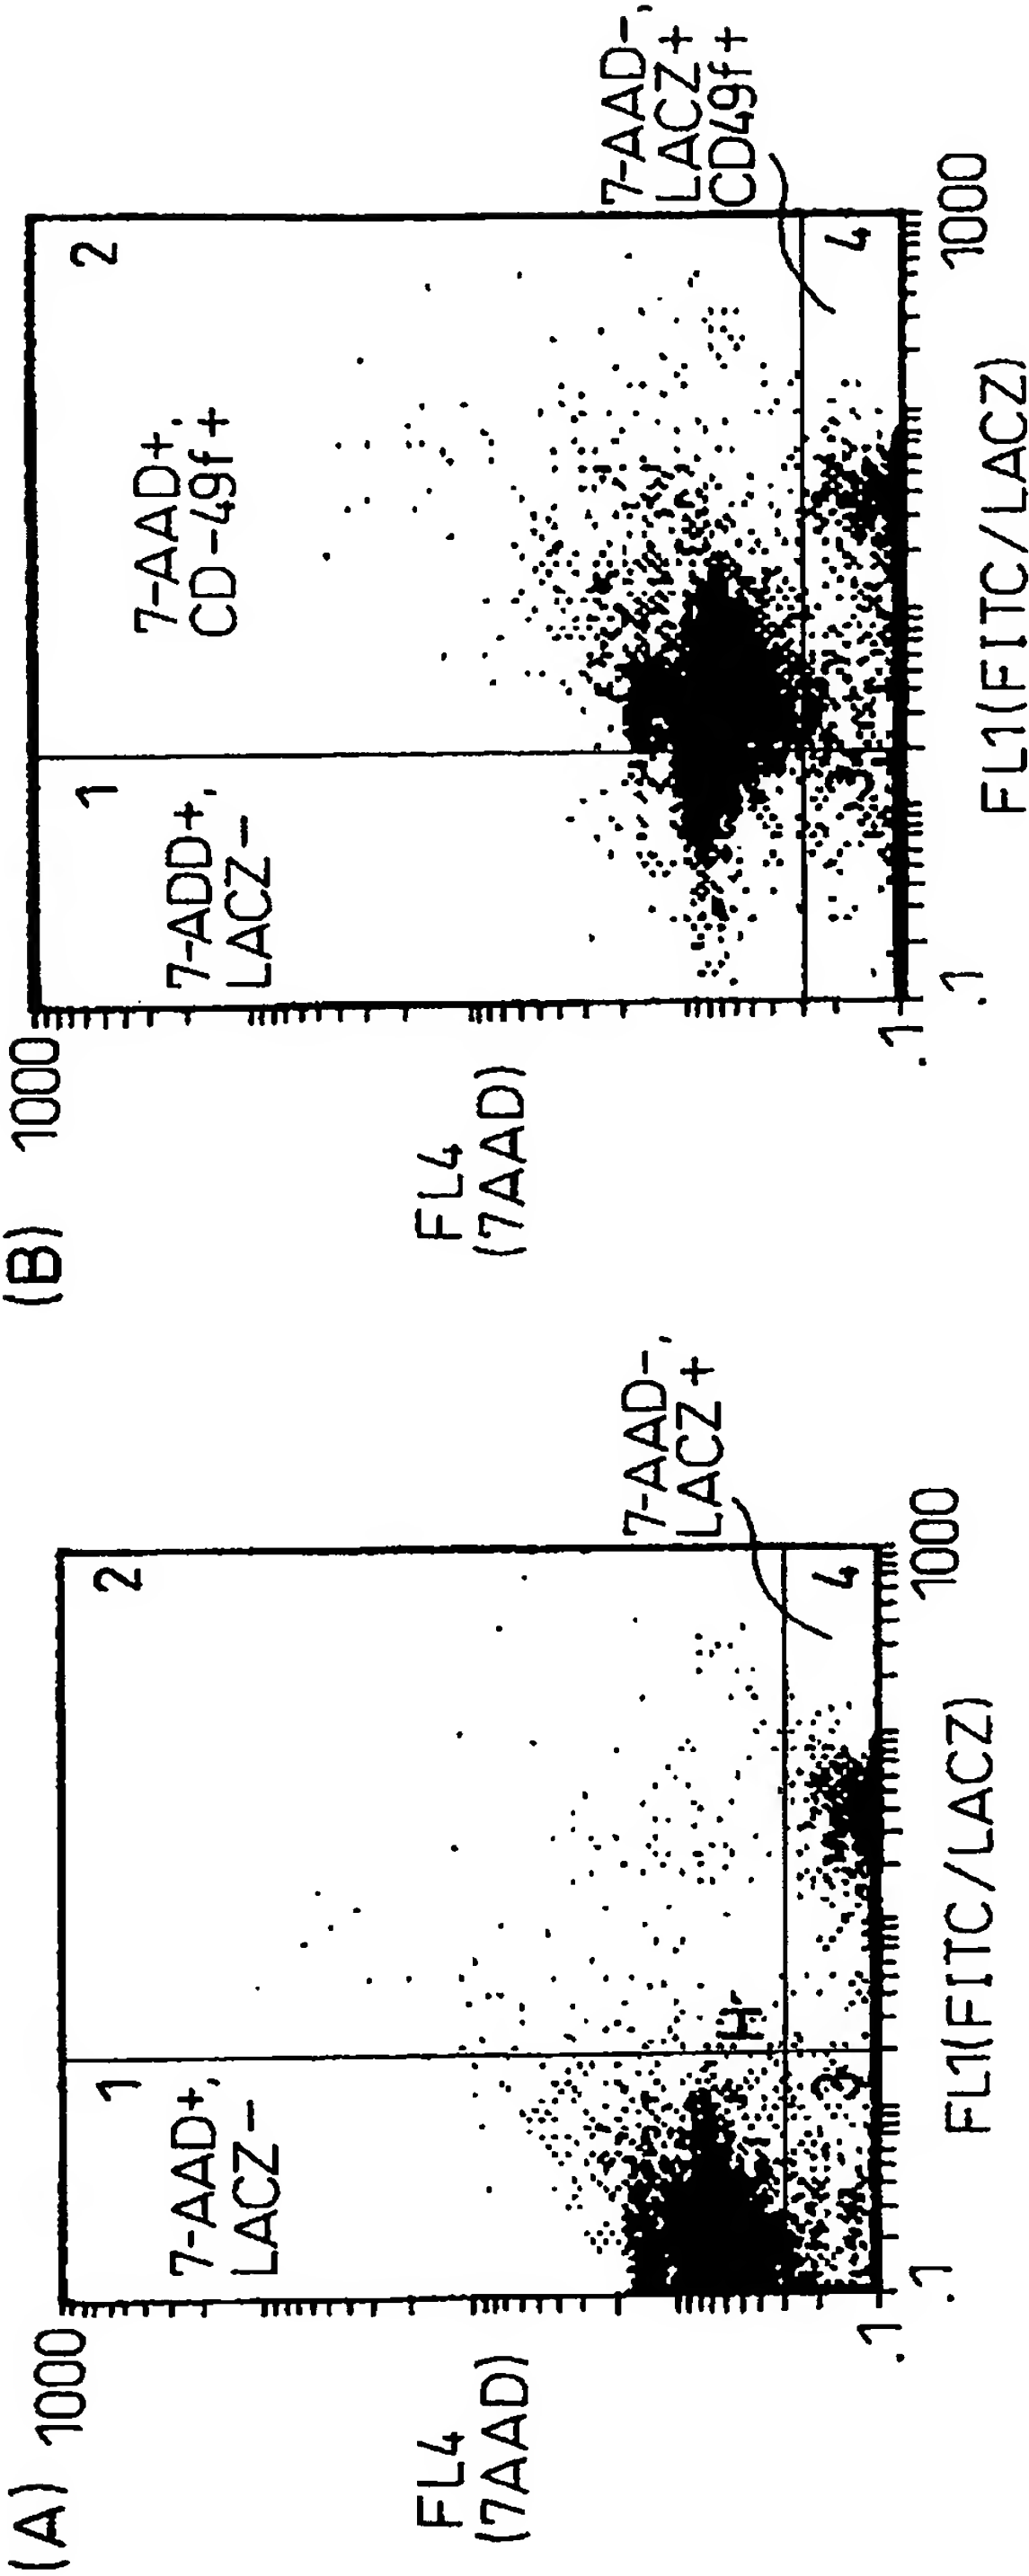 (A)
1000
FL4
(7AAD)
.1
1
7-AAD+,
LACZ-
2
H
3
4
7-AAD-,
LACZ+
.1
1000
FL1(FITC/LACZ)
(B)
1000
FL4
(7AAD)
.1
1
7-ADD+,
LACZ-
2
7-AAD+,
CD-49f+
3
4
7-AAD-,
LACZ+
CD49f+
.1
1000
FL1(FITC/LACZ)